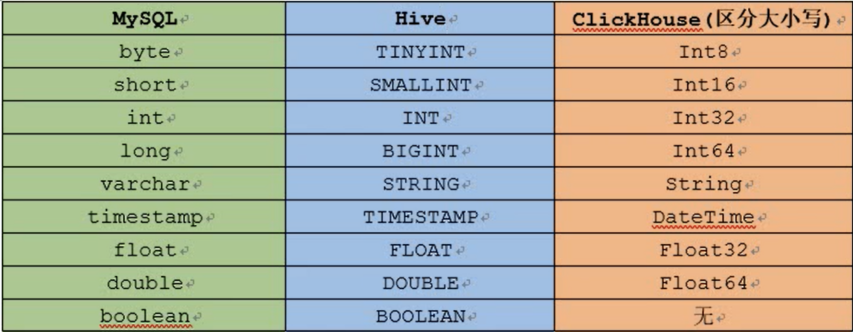 MySQL Hive ClickHouse(区分大小写)
byte TINYINT Int8
short SMALLINT Int16
int INT Int32
long BIGINT Int64
varchar STRING String
timestamp TIMESTAMP DateTime
float FLOAT Float32
double DOUBLE Float64
boolean BOOLEAN 无